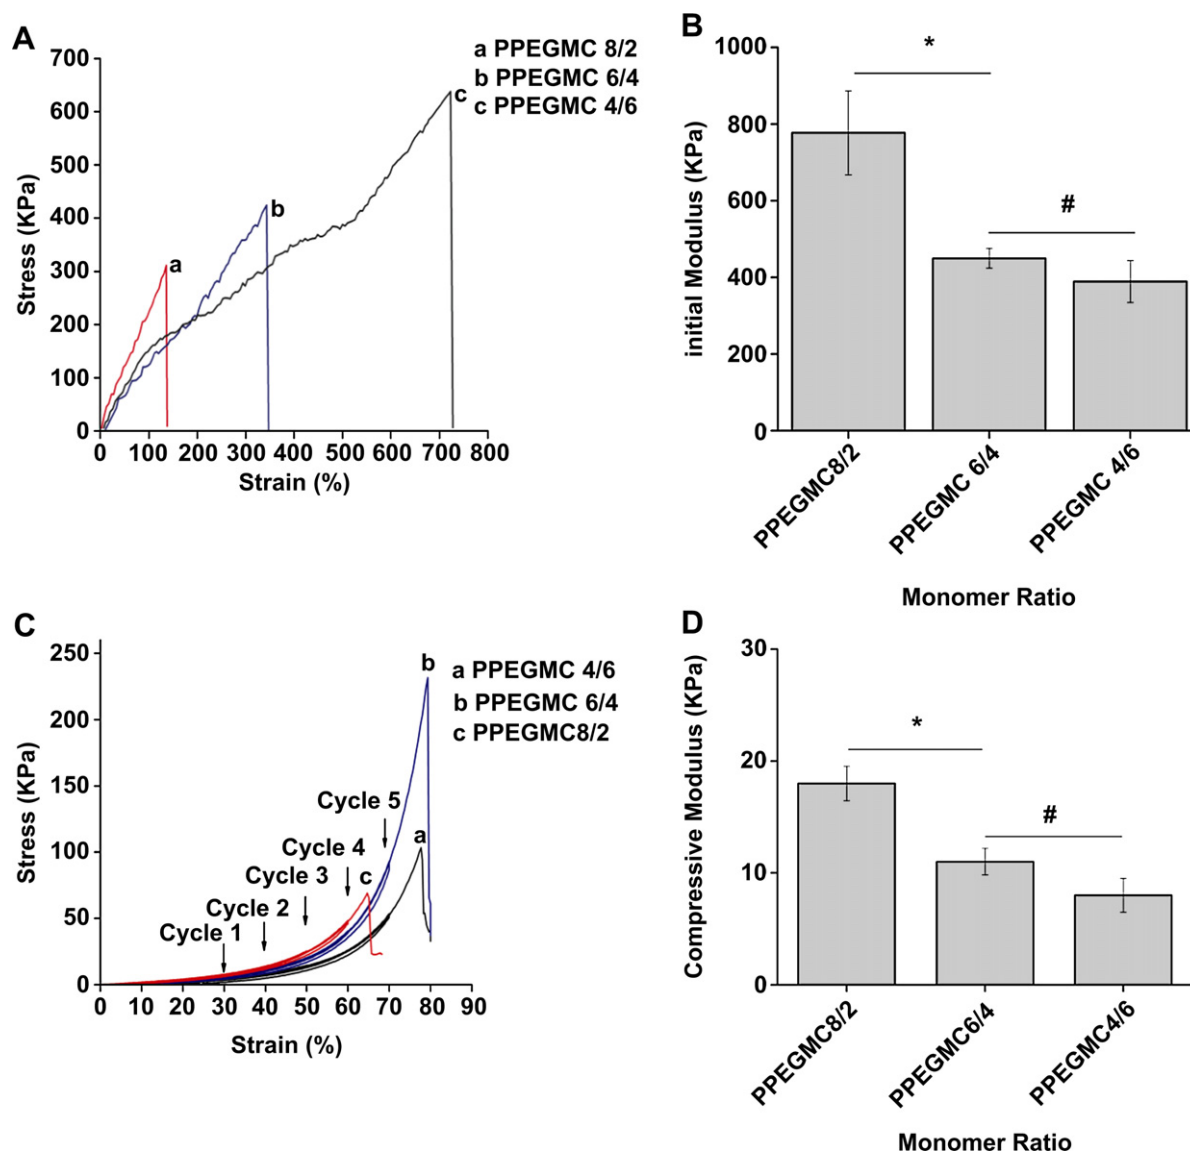 A
a PPEGMC 8/2
b PPEGMC 6/4
c PPEGMC 4/6
700
600
500
400
300
200
100
0
Stress (KPa)
a
b
c
0 100 200 300 400 500 600 700 800
Strain (%)
B
1000
800
600
400
200
0
initial Modulus (KPa)
*
#
PPEGMC8/2
PPEGMC 6/4
PPEGMC 4/6
Monomer Ratio
C
250
200
150
100
50
0
Stress (KPa)
a PPEGMC 4/6
b PPEGMC 6/4
c PPEGMC8/2
b
a
c
Cycle 5
Cycle 4
Cycle 3
Cycle 2
Cycle 1
0 10 20 30 40 50 60 70 80 90
Strain (%)
D
30
20
10
0
Compressive Modulus (KPa)
*
#
PPEGMC8/2
PPEGMC6/4
PPEGMC4/6
Monomer Ratio